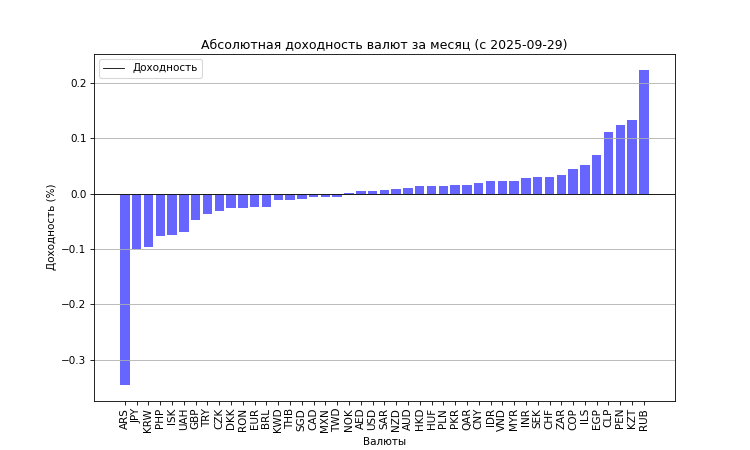 Абсолютная доходность валют за месяц (с 2025-09-29)
Доходность
Доходность (%)
0.2
0.1
0.0
−0.1
−0.2
−0.3
ARS JPY KRW PHP ISK UAH GBP TRY CZK DKK RON EUR BRL KWD THB SGD CAD MXN TWD NOK AED USD SAR NZD AUD HKD HUF PLN PKR QAR CNY IDR VND MYR INR SEK CHF ZAR COP ILS EGP CLP PEN KZT RUB
Валюты